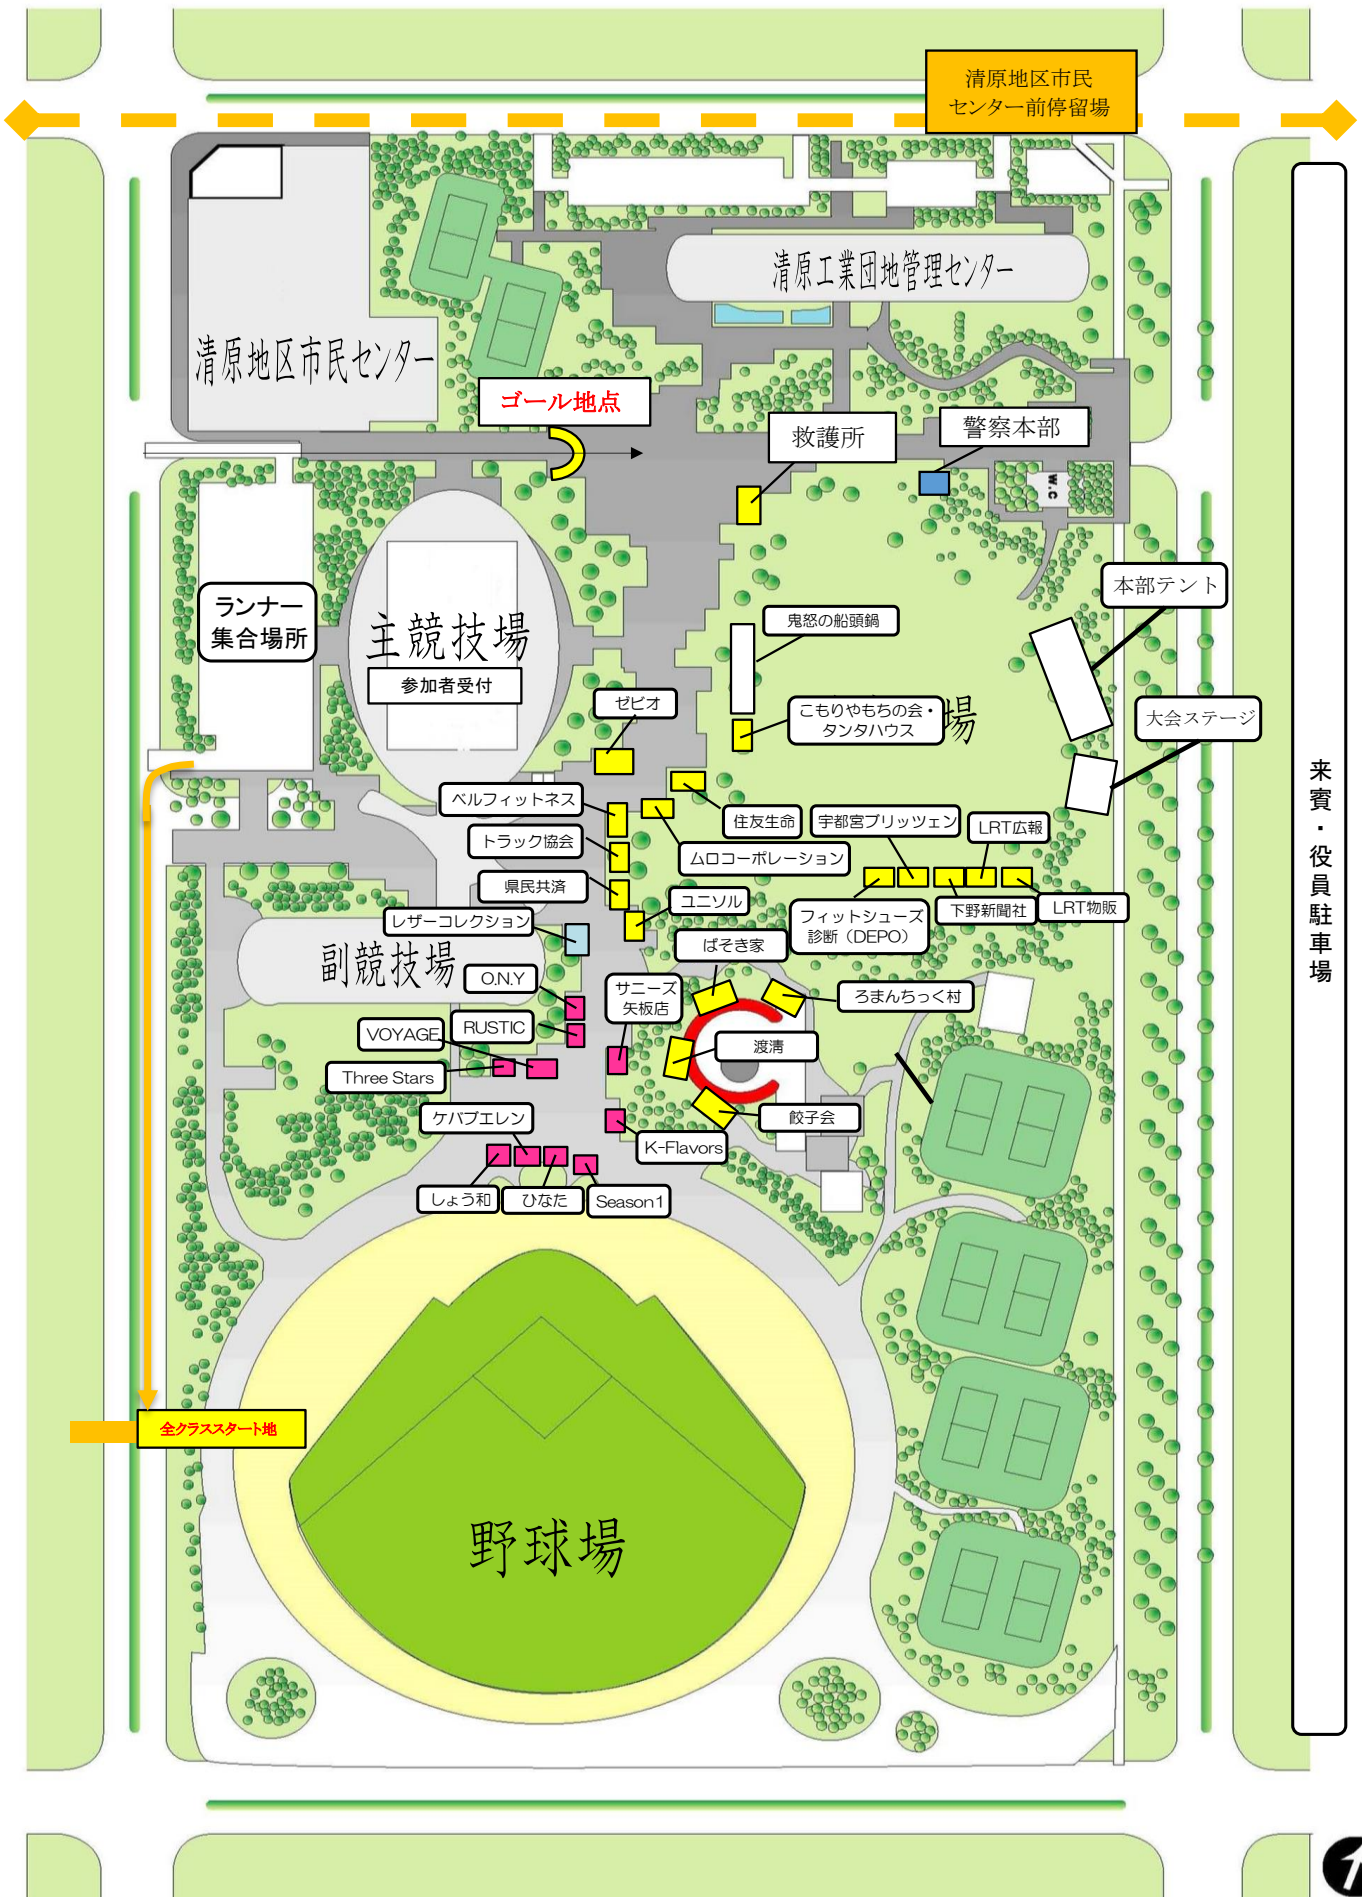 清原地区市民
センター前停留場
清原工業団地管理センター
清原地区市民センター
ゴール地点
救護所
警察本部
W.C
本部テント
ランナー
集合場所
主競技場
参加者受付
鬼怒の船頭鍋
ゼビオ
こもりやもちの会・
タンタハウス
場
大会ステージ
来賓・役員駐車場
ベルフィットネス
住友生命
宇都宮ブリッツェン
LRT広報
トラック協会
ムロコーポレーション
県民共済
ユニソル
フィットシューズ
診断（DEPO）
下野新聞社
LRT物販
レザーコレクション
ばそき家
副競技場
O.N.Y
サニーズ
矢板店
ろまんちっく村
VOYAGE
RUSTIC
渡清
Three Stars
ケバブエレン
餃子会
K-Flavors
しょう和
ひなた
Season1
全クラススタート地
野球場